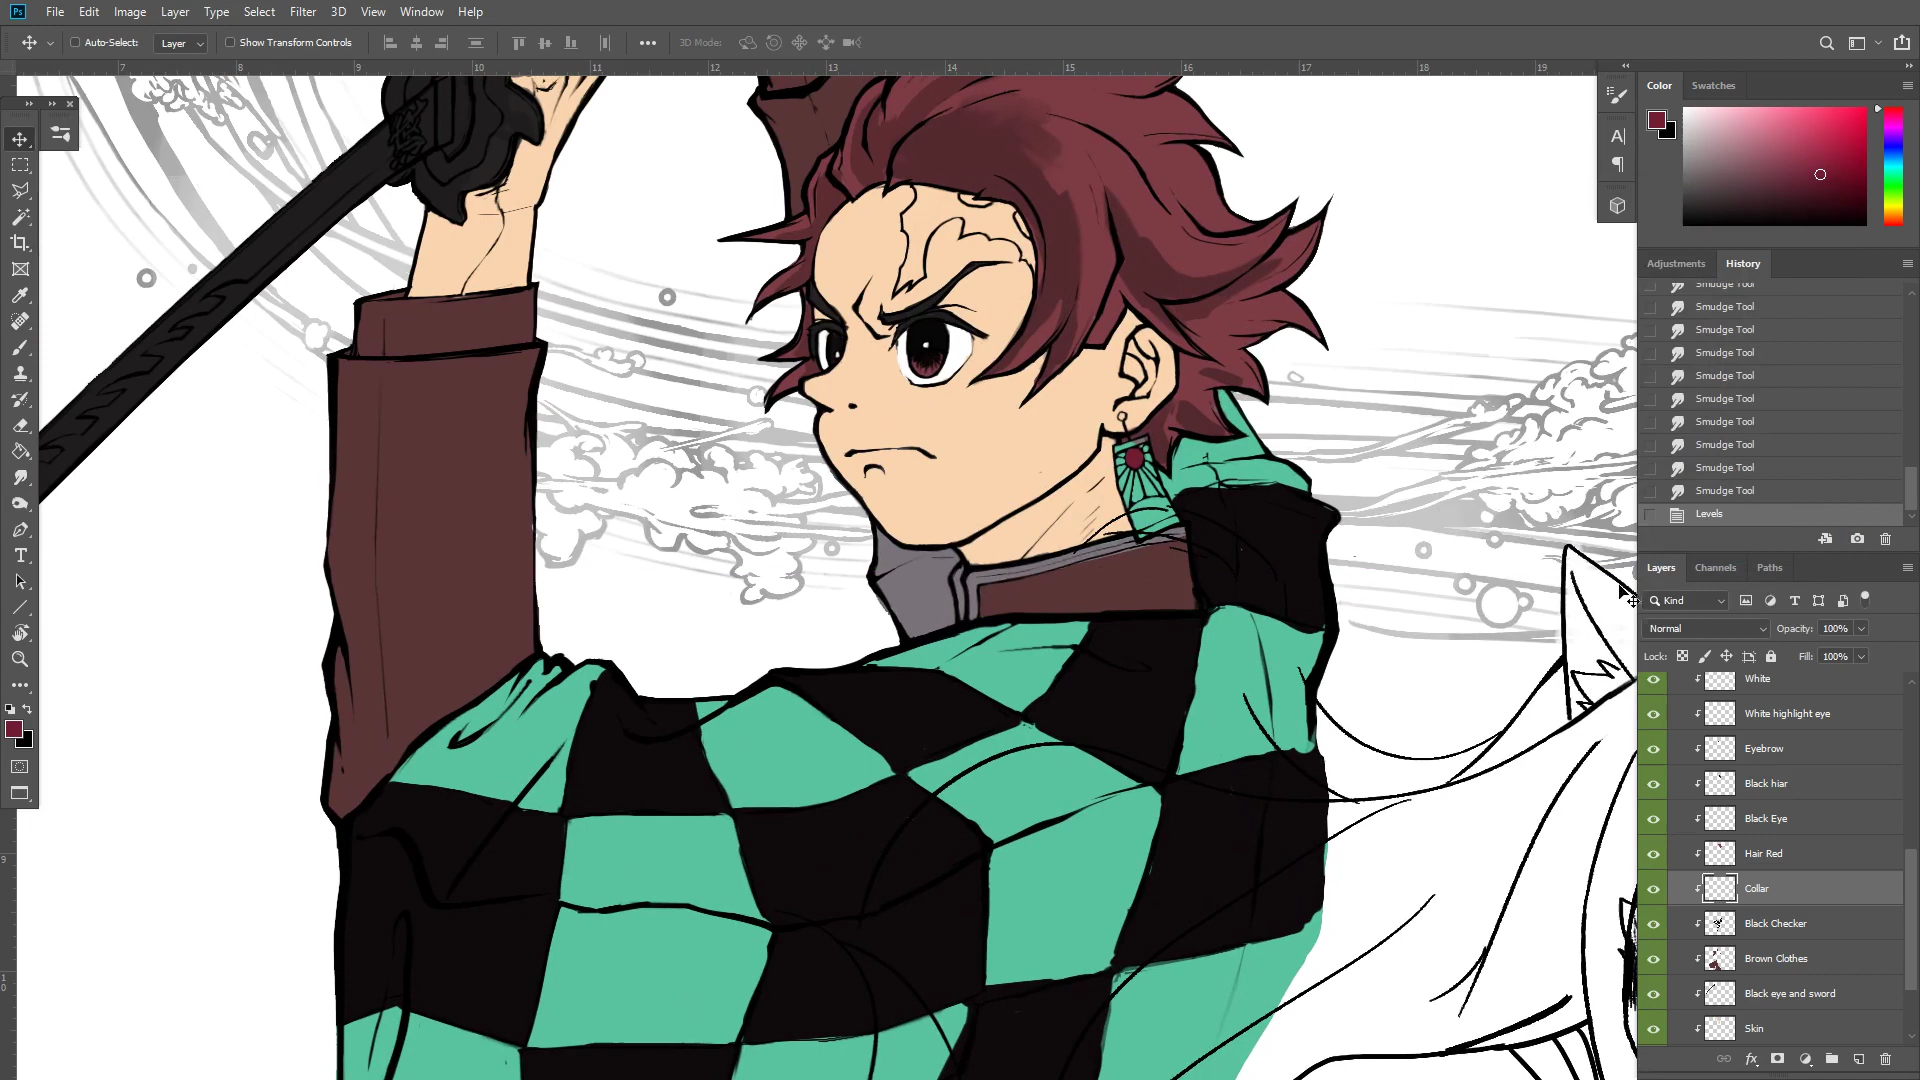 Ps File Edit Image Layer Type Select Filter 3D View Window Help
Auto-Select: Layer Show Transform Controls 3D Mode:
7 8 9 10 11 12 13 14 15 16 17 18 19
Color Swatches
Adjustments History
Smudge Tool
Smudge Tool
Smudge Tool
Smudge Tool
Smudge Tool
Smudge Tool
Smudge Tool
Smudge Tool
Smudge Tool
Smudge Tool
Levels
Layers Channels Paths
Kind
Normal Opacity: 100%
Lock: Fill: 100%
White
White highlight eye
Eyebrow
Black hiar
Black Eye
Hair Red
Collar
Black Checker
Brown Clothes
Black eye and sword
Skin
9
1
0
fx